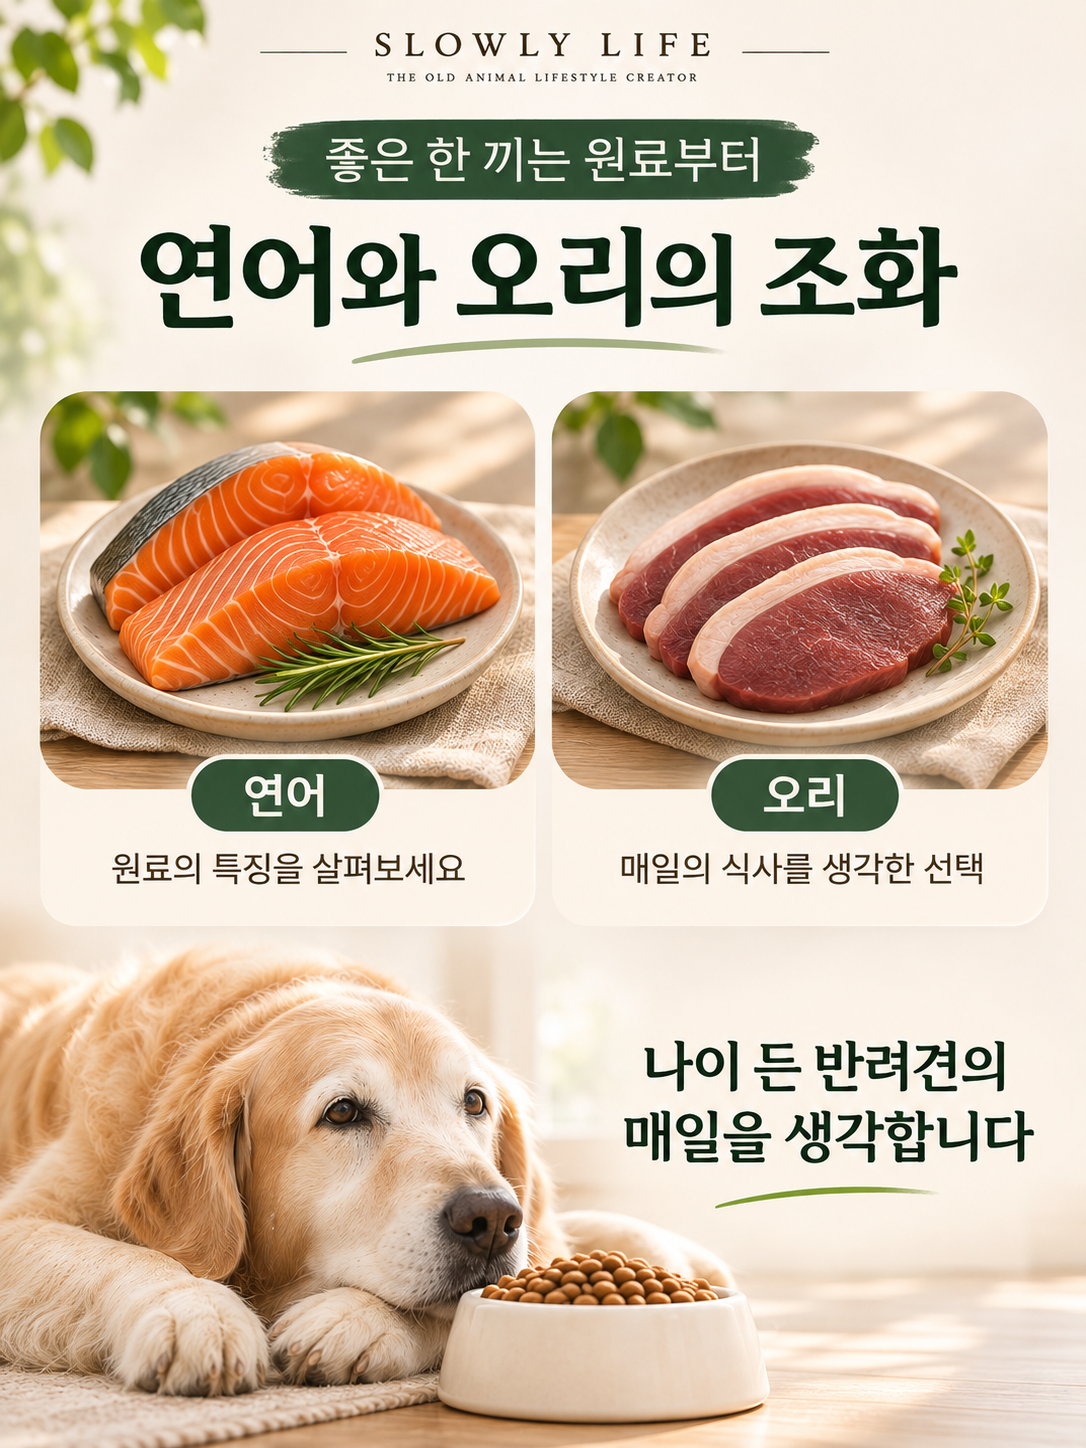 SLOWLY LIFE
THE OLD ANIMAL LIFESTYLE CREATOR
좋은 한 끼는 원료부터
연어와 오리의 조화
연어
원료의 특징을 살펴보세요
오리
매일의 식사를 생각한 선택
나이 든 반려견의
매일을 생각합니다